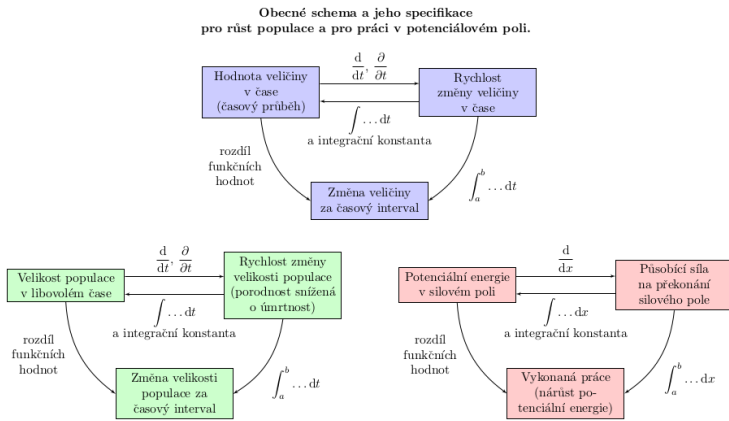 Obecné schema a jeho specifikace
pro růst populace a pro práci v potenciálovém poli.
Hodnota veličiny
v čase
(časový průběh)
d/dt, ∂/∂t
∫ … dt
a integrační konstanta
Rychlost
změny veličiny
v čase
rozdíl
funkčních
hodnot
∫_a^b … dt
Změna veličiny
za časový interval
Velikost populace
v libovolém čase
d/dt, ∂/∂t
∫ … dt
a integrační konstanta
Rychlost změny
velikosti populace
(porodnost snížená
o úmrtnost)
rozdíl
funkčních
hodnot
∫_a^b … dt
Změna velikosti
populace za
časový interval
Potenciální energie
v silovém poli
d/dx
∫ … dx
a integrační konstanta
Působící síla
na překonání
silového pole
rozdíl
funkčních
hodnot
∫_a^b … dx
Vykonaná práce
(nárůst po-
tenciální energie)